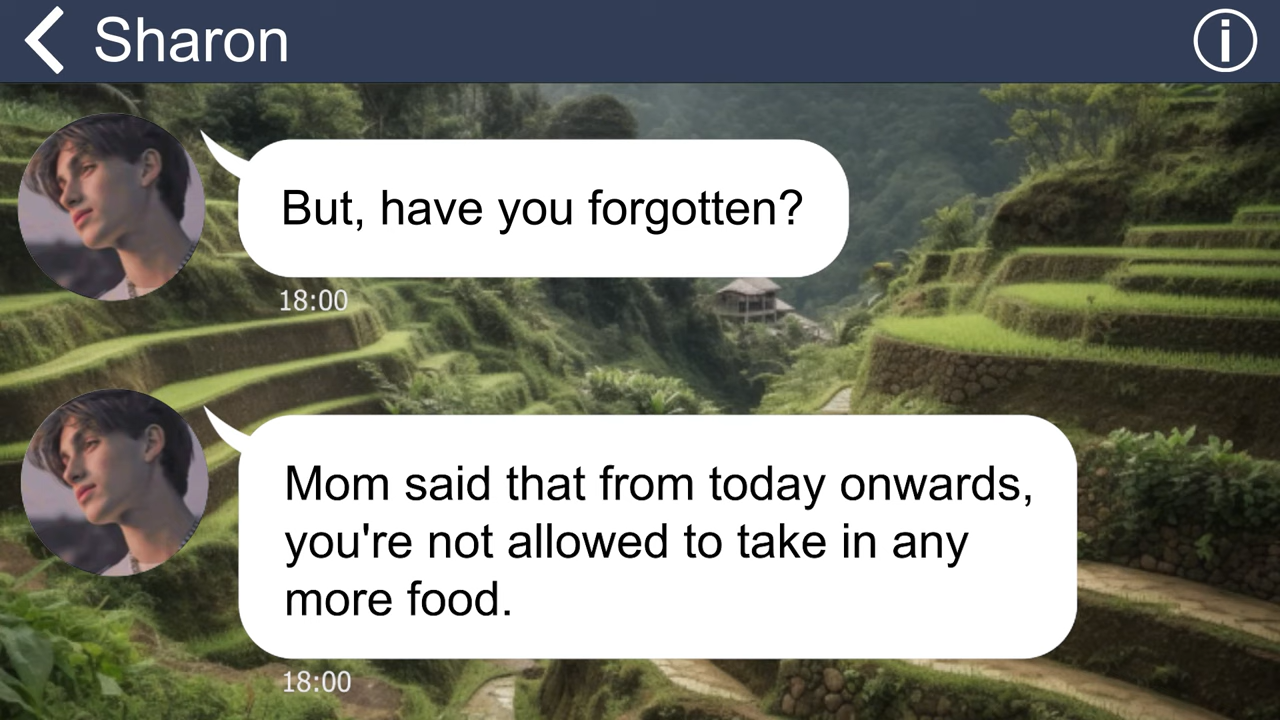 Sharon
But, have you forgotten?
18:00
Mom said that from today onwards,
you're not allowed to take in any
more food.
18:00